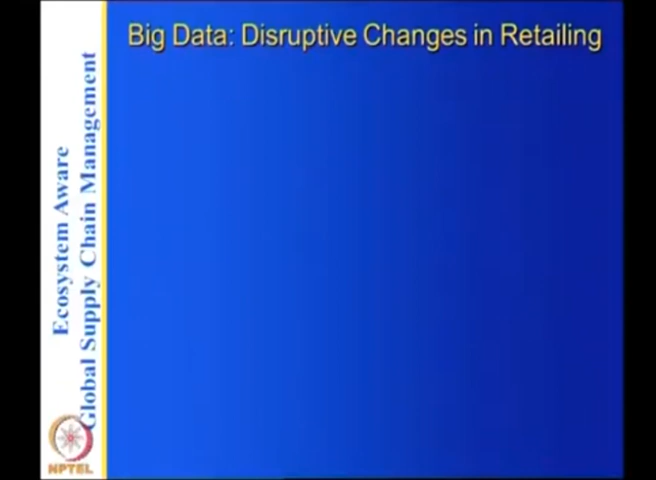 Big Data: Disruptive Changes in Retailing
Ecosystem Aware
Global Supply Chain Management
NPTEL